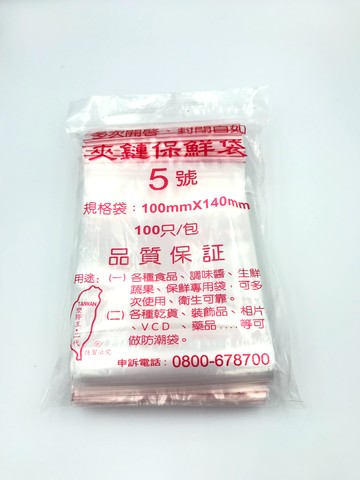 多次開啓、封閉自如
夾鏈保鮮袋
5號
規格袋：100mmX140mm
100只/包
品質保証
用途：(一) 各種食品、調味醬、生鮮
蔬果、保鮮專用袋，可多
次使用、衛生可靠。
(二) 各種乾貨、裝飾品、相片
、VCD、藥品....等可
做防潮袋。
TAIWAN
申訴電話：0800-678700